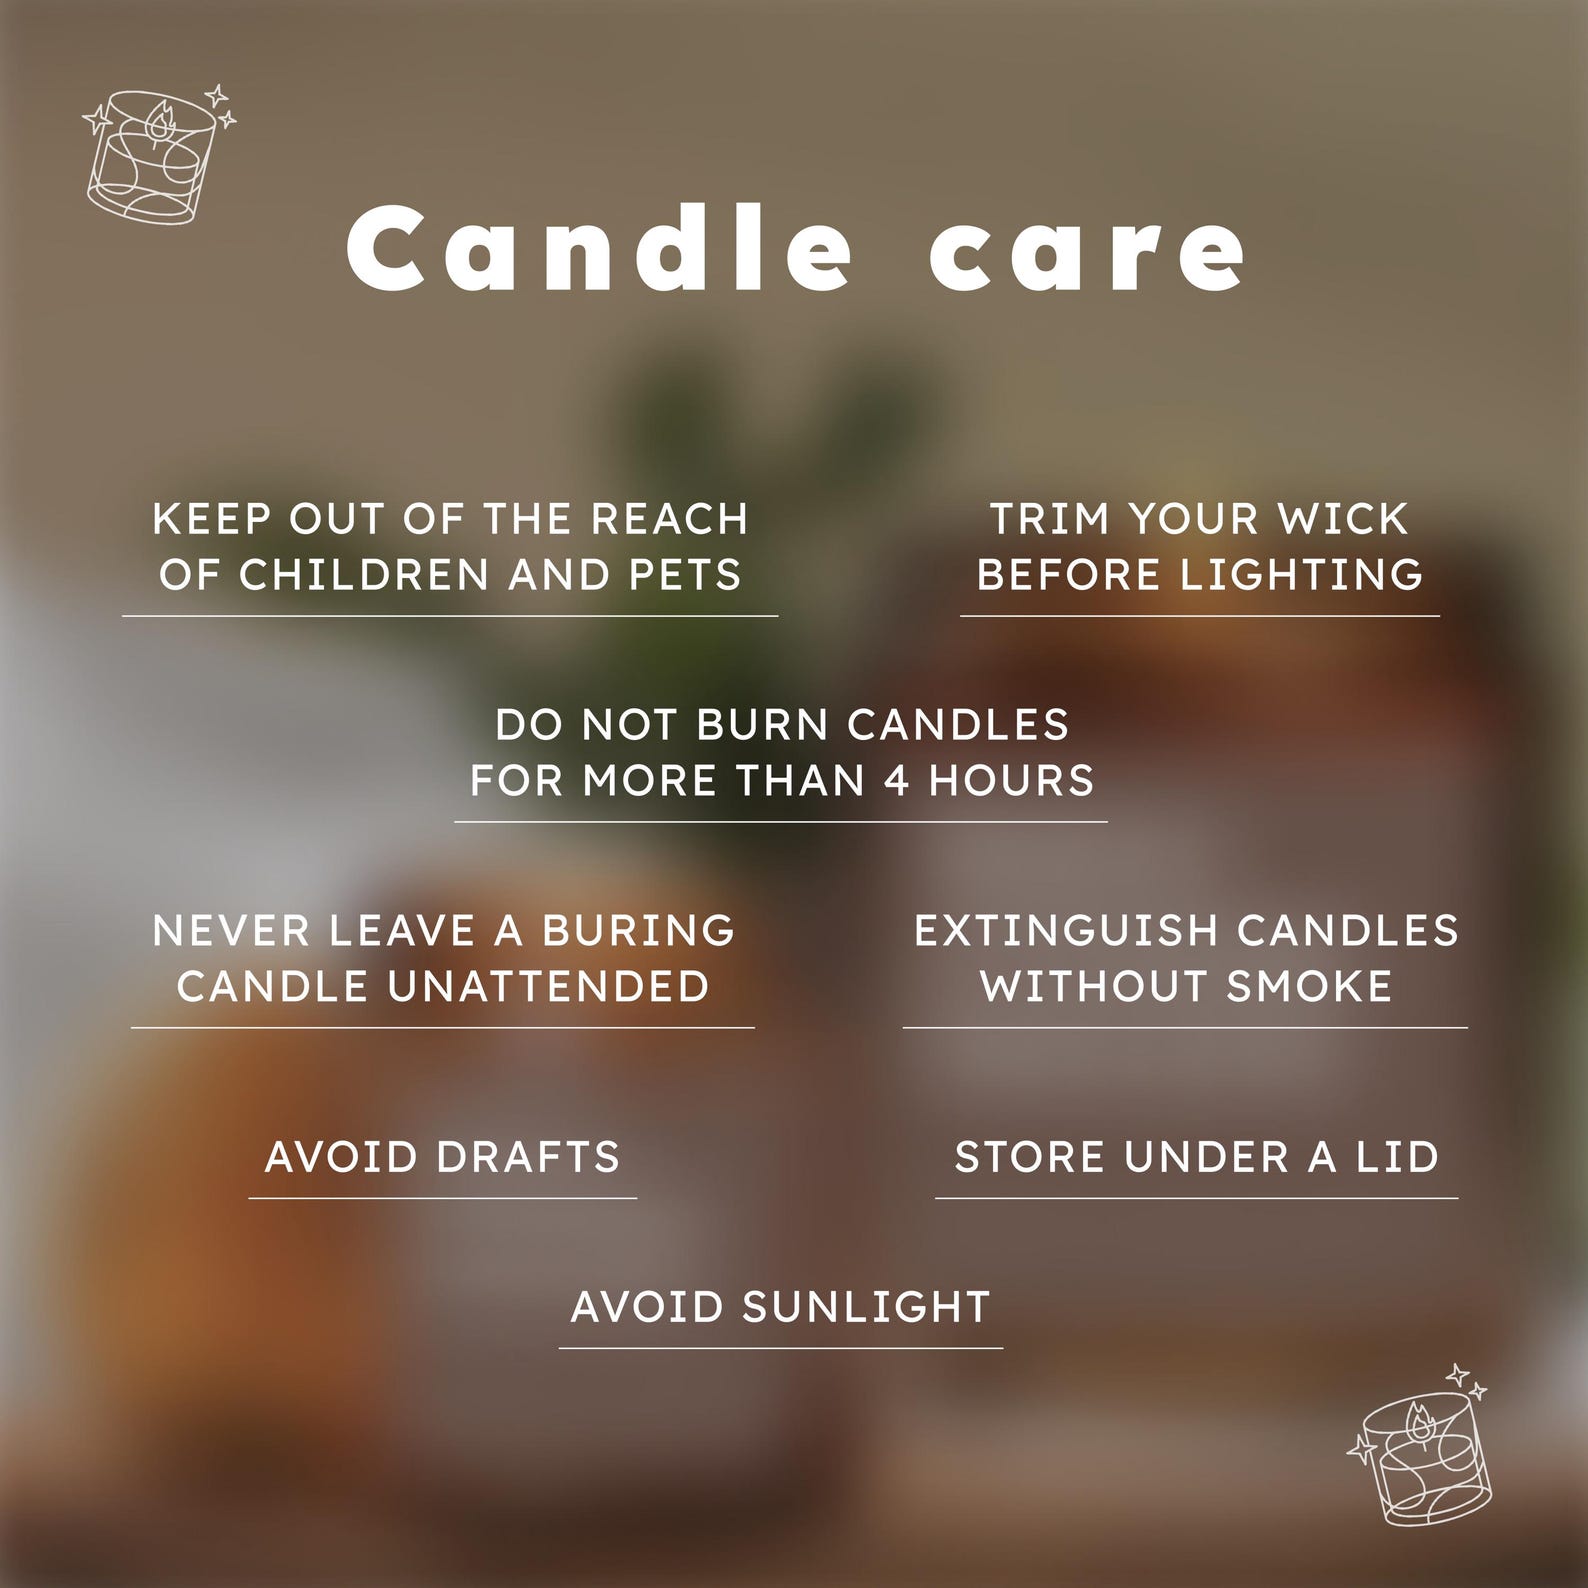 Candle care
KEEP OUT OF THE REACH
OF CHILDREN AND PETS
TRIM YOUR WICK
BEFORE LIGHTING
DO NOT BURN CANDLES
FOR MORE THAN 4 HOURS
NEVER LEAVE A BURING
CANDLE UNATTENDED
EXTINGUISH CANDLES
WITHOUT SMOKE
AVOID DRAFTS
STORE UNDER A LID
AVOID SUNLIGHT